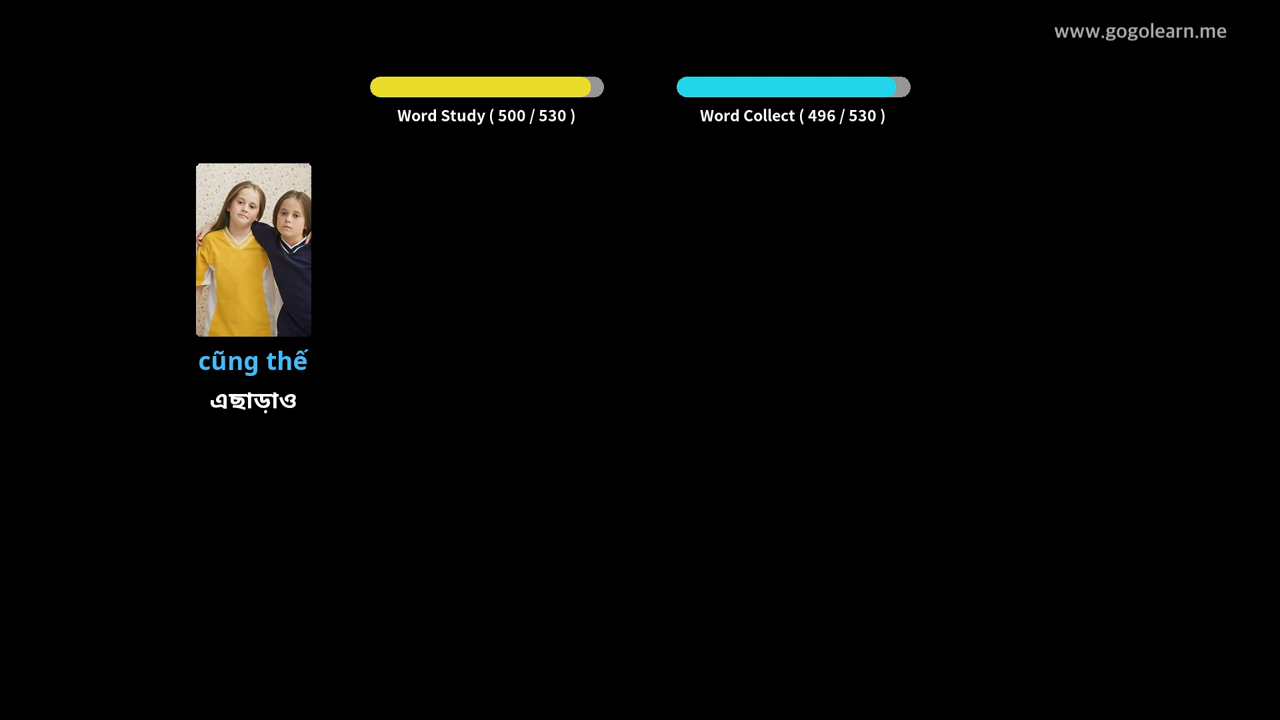 www.gogolearn.me
Word Study ( 500 / 530 )
Word Collect ( 496 / 530 )
cũng thế
এছাড়াও